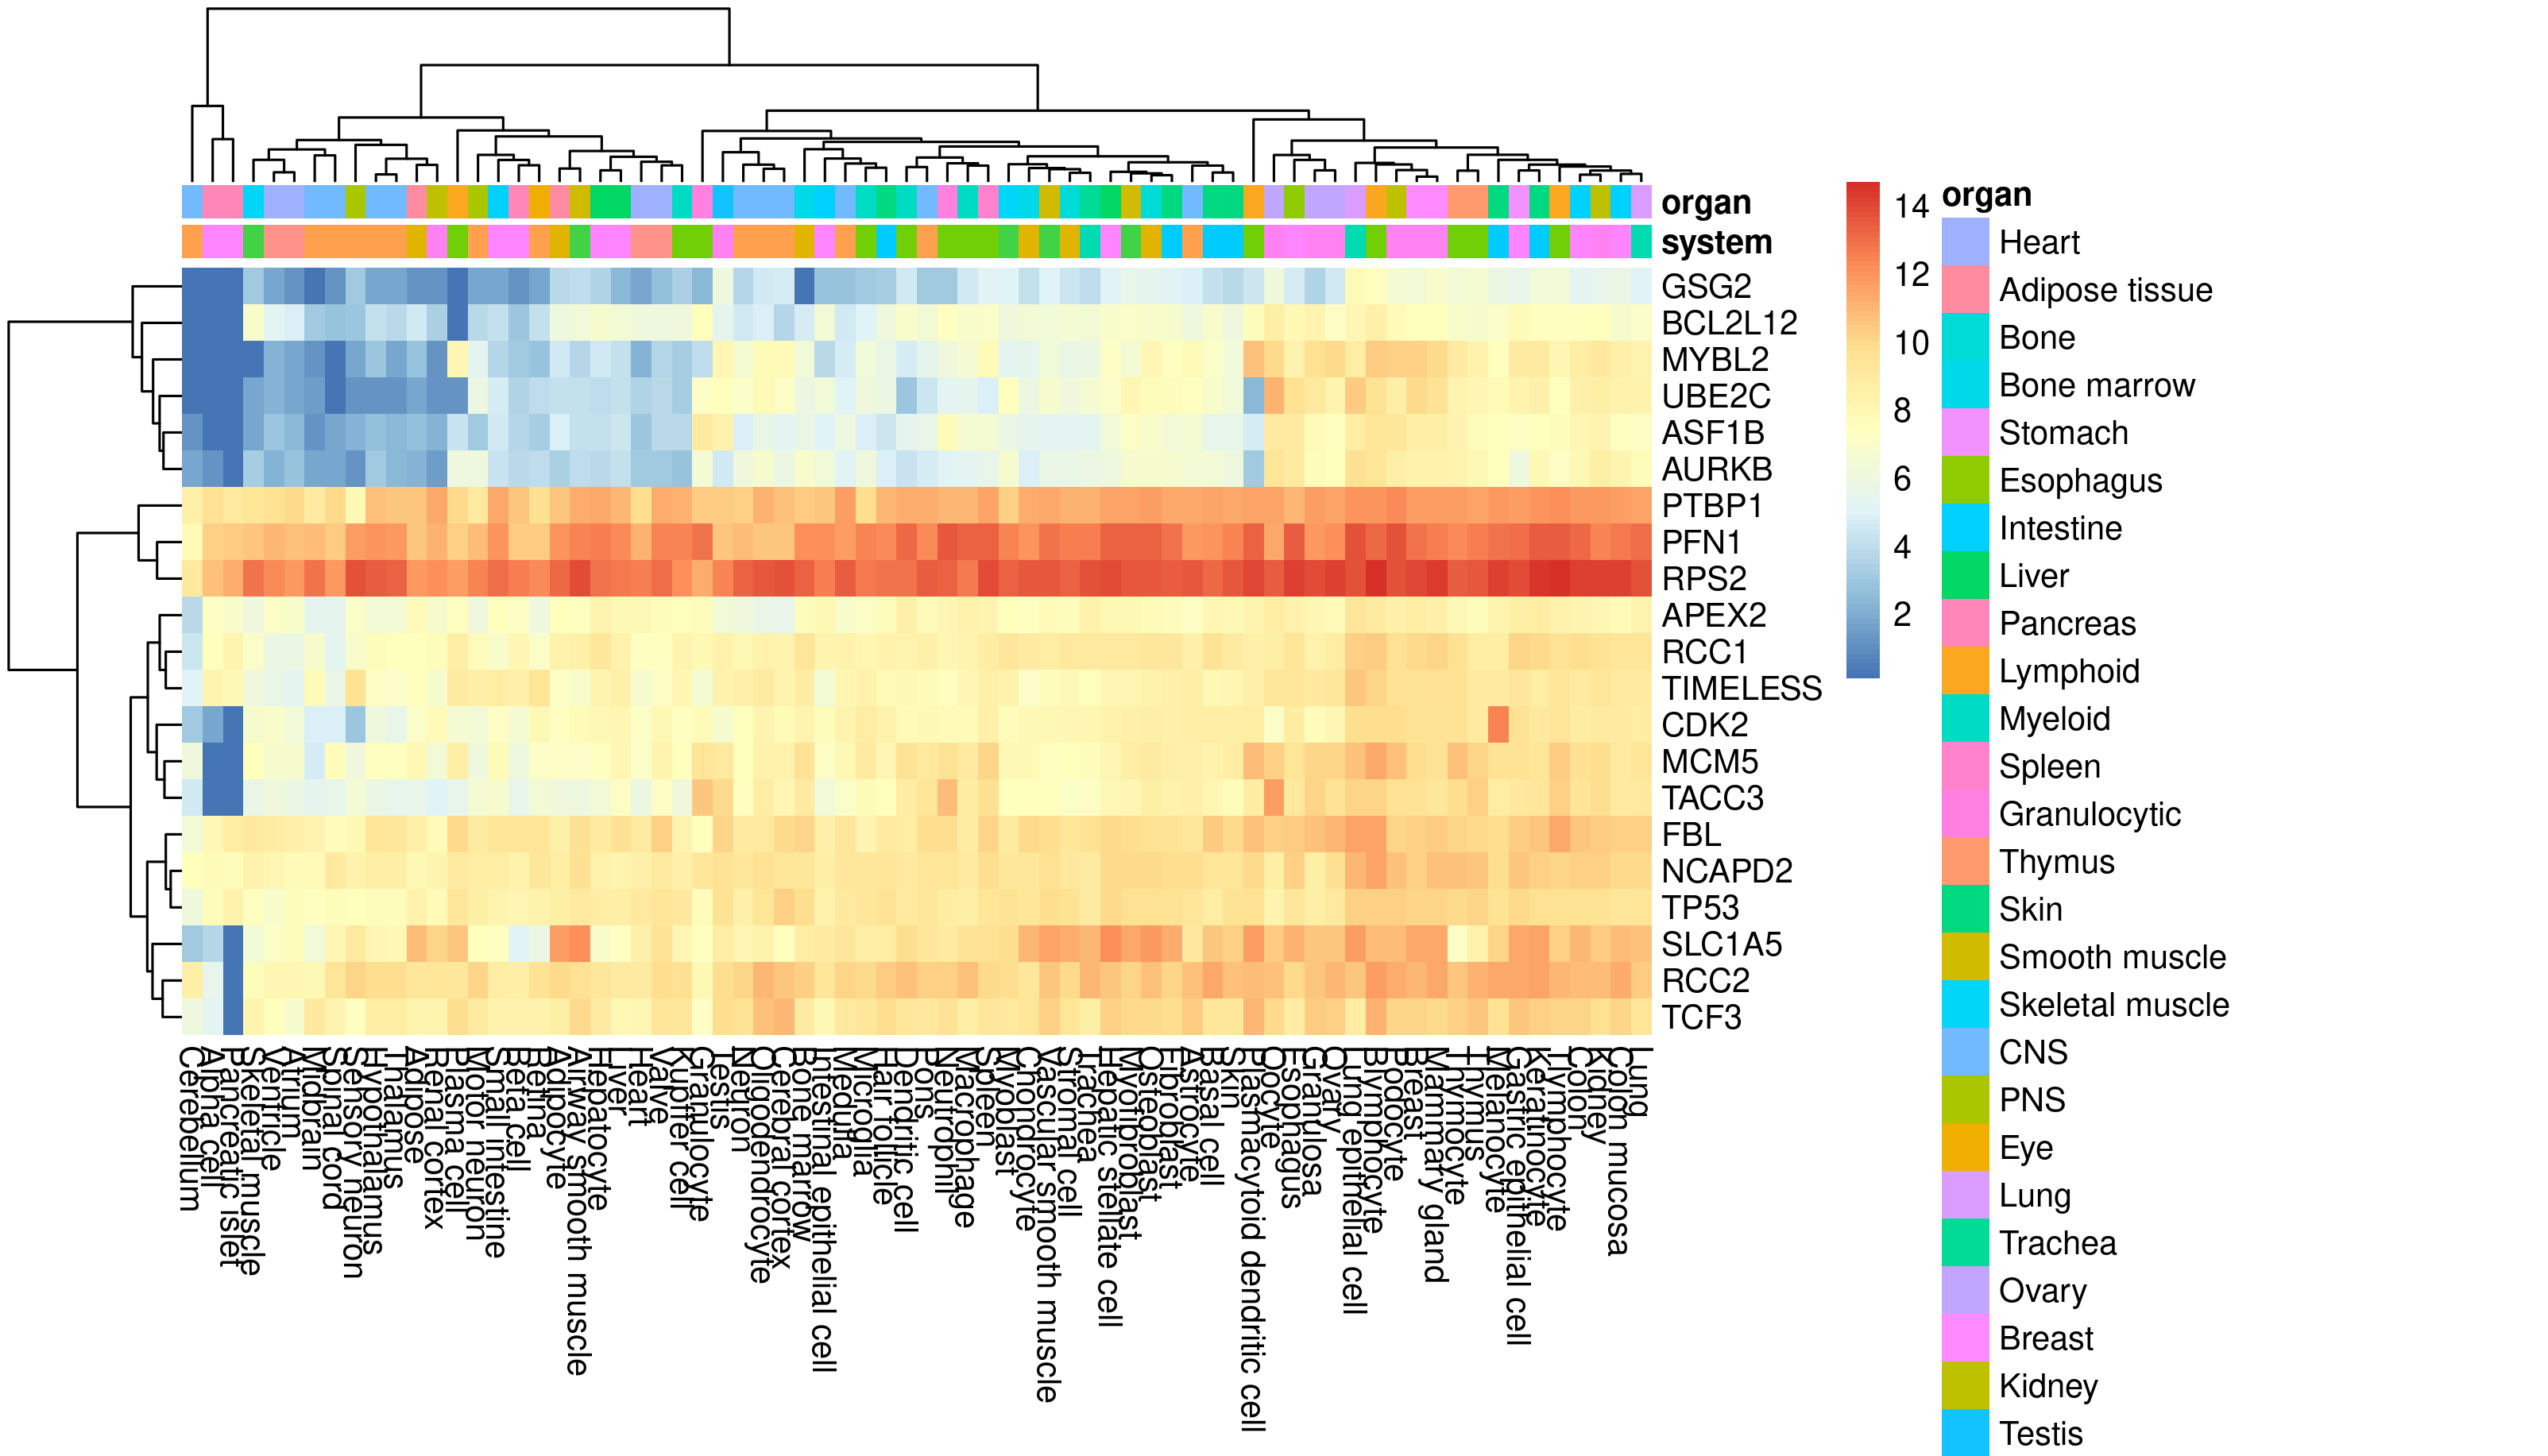 organ
system
GSG2
BCL2L12
MYBL2
UBE2C
ASF1B
AURKB
PTBP1
PFN1
RPS2
APEX2
RCC1
TIMELESS
CDK2
MCM5
TACC3
FBL
NCAPD2
TP53
SLC1A5
RCC2
TCF3
Cerebellum
Alpha cell
Pancreatic islet
Skeletal muscle
Ventricle
Atrium
Midbrain
Spinal cord
Sensory neuron
Hypothalamus
Thalamus
Adipose
Renal cortex
Plasma cell
Motor neuron
Small intestine
Beta cell
Retina
Adipocyte
Airway smooth muscle
Hepatocyte
Liver
Heart
Valve
Kupffer cell
Granulocyte
Testis
Neuron
Oligodendrocyte
Cerebral cortex
Bone marrow
Intestinal epithelial cell
Medulla
Microglia
Hair follicle
Dendritic cell
Pons
Neutrophil
Macrophage
Spleen
Myoblast
Chondrocyte
Vascular smooth muscle
Stromal cell
Trachea
Hepatic stellate cell
Myofibroblast
Osteoblast
Fibroblast
Astrocyte
Basal cell
Skin
Plasmacytoid dendritic cell
Oocyte
Esophagus
Granulosa
Ovary
Lung epithelial cell
B lymphocyte
Podocyte
Breast
Mammary gland
Thymocyte
Thymus
Melanocyte
Gastric epithelial cell
Keratinocyte
T lymphocyte
Colon
Kidney
Colon mucosa
Lung
14
12
10
8
6
4
2
organ
Heart
Adipose tissue
Bone
Bone marrow
Stomach
Esophagus
Intestine
Liver
Pancreas
Lymphoid
Myeloid
Spleen
Granulocytic
Thymus
Skin
Smooth muscle
Skeletal muscle
CNS
PNS
Eye
Lung
Trachea
Ovary
Breast
Kidney
Testis